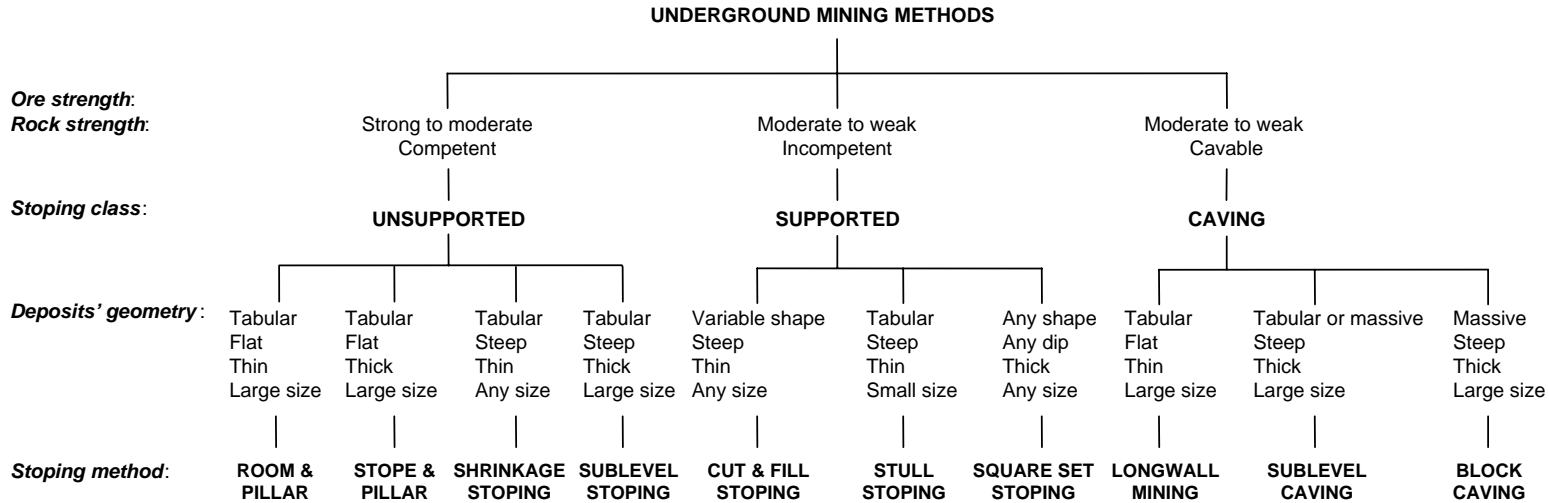 UNDERGROUND MINING METHODS
Ore strength:
Rock strength: Strong to moderate Moderate to weak Moderate to weak
Competent Incompetent Cavable
Stoping class: UNSUPPORTED SUPPORTED CAVING
Deposits' geometry: Tabular Tabular Tabular Tabular Variable shape Tabular Any shape Tabular Tabular or massive Massive
Flat Flat Steep Steep Steep Steep Any dip Flat Steep Steep
Thin Thick Thin Thick Thin Thin Thick Thin Thick Thick
Large size Large size Any size Large size Any size Small size Any size Large size Large size Large size
Stoping method: ROOM & STOPE & SHRINKAGE SUBLEVEL CUT & FILL STULL SQUARE SET LONGWALL SUBLEVEL BLOCK
PILLAR PILLAR STOPING STOPING STOPING STOPING STOPING MINING CAVING CAVING